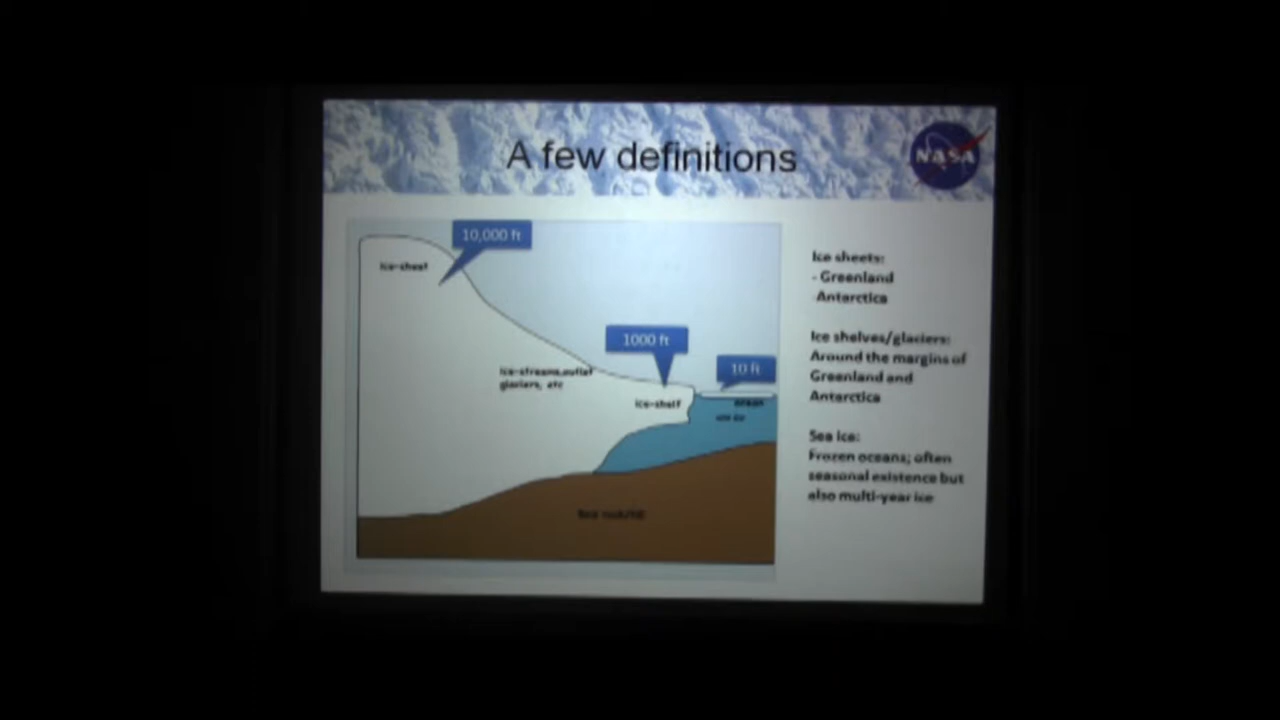 A few definitions
NASA
10,000 ft
Ice-sheet
1000 ft
10 ft
Ice-streams,outlet
glaciers, etc
ice-shelf
ocean
Ice sheets:
- Greenland
Antarctica
Ice shelves/glaciers:
Around the margins of
Greenland and
Antarctica
Sea ice:
Frozen oceans; often
seasonal existence but
also multi-year ice